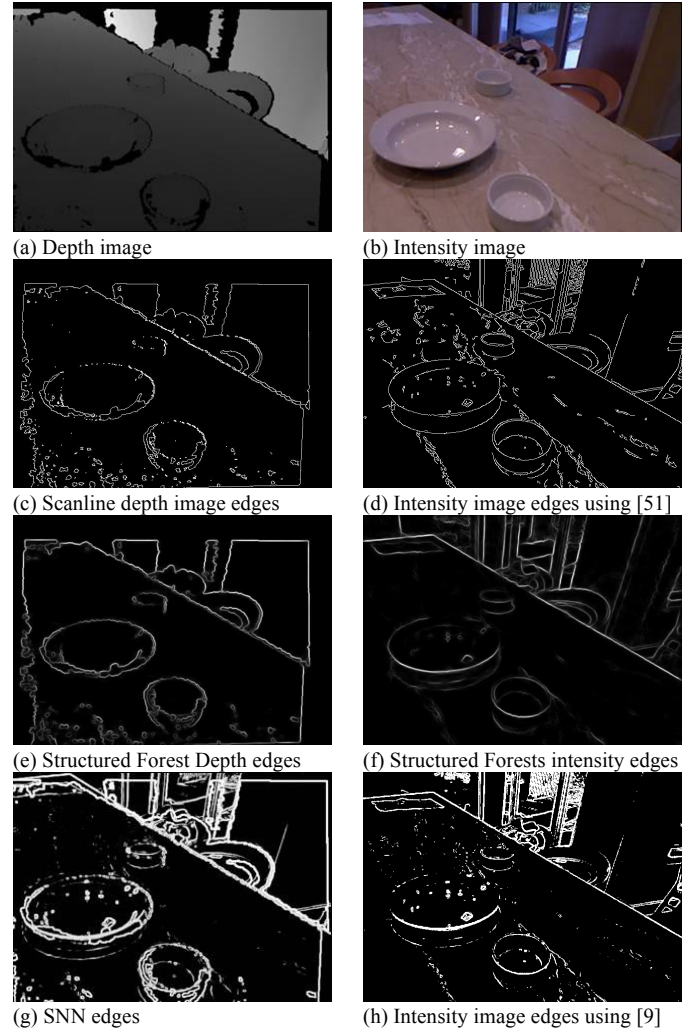 (a) Depth image
(b) Intensity image
(c) Scanline depth image edges
(d) Intensity image edges using [51]
(e) Structured Forest Depth edges
(f) Structured Forests intensity edges
(g) SNN edges
(h) Intensity image edges using [9]